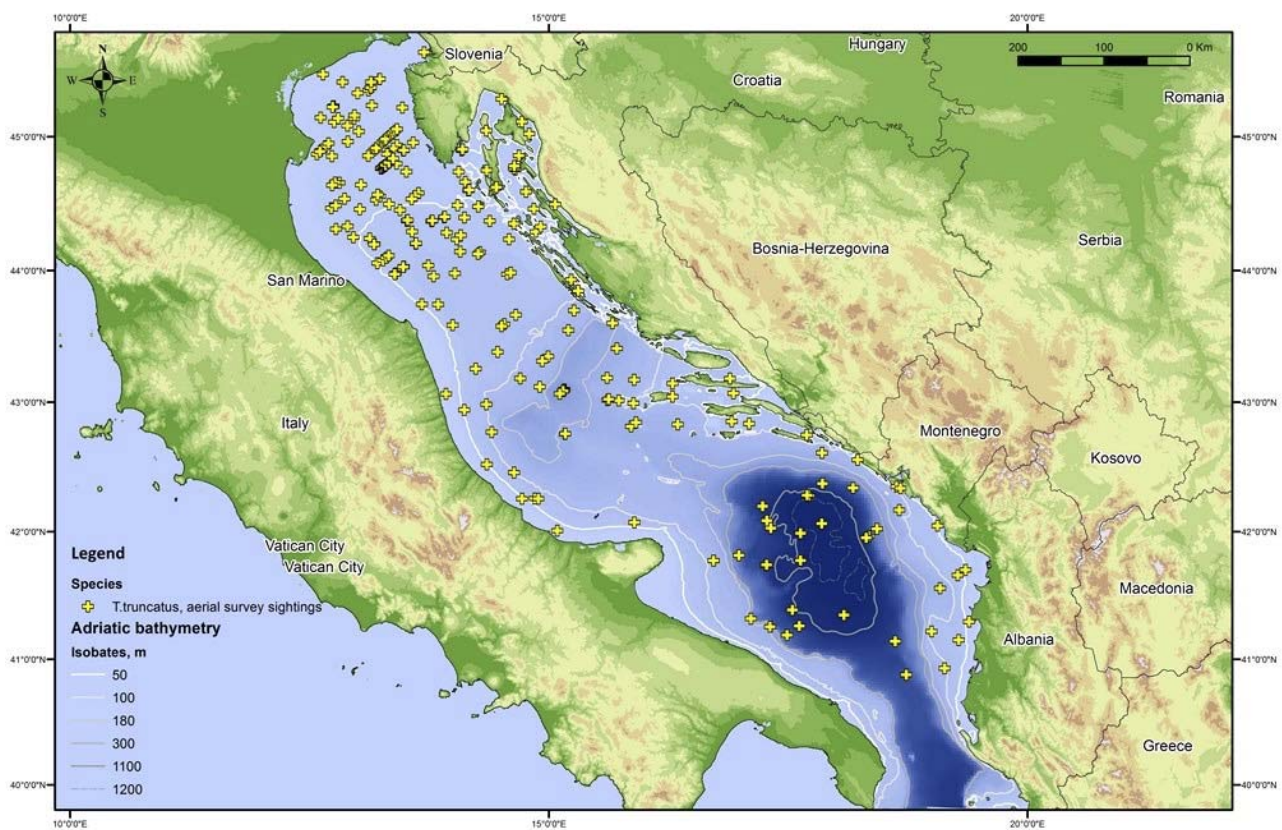 10°0'0"E 15°0'0"E 20°0'0"E
N
W E
S
Slovenia
Hungary
200 100 0 Km
Croatia
Romania
45°0'0"N 45°0'0"N
Bosnia-Herzegovina
Serbia
44°0'0"N 44°0'0"N
San Marino
43°0'0"N 43°0'0"N
Italy
Montenegro
Kosovo
42°0'0"N 42°0'0"N
Vatican City
Vatican City
Macedonia
Albania
41°0'0"N 41°0'0"N
Greece
40°0'0"N 40°0'0"N
Legend
Species
T.truncatus, aerial survey sightings
Adriatic bathymetry
Isobates, m
50
100
180
300
1100
1200
10°0'0"E 15°0'0"E 20°0'0"E